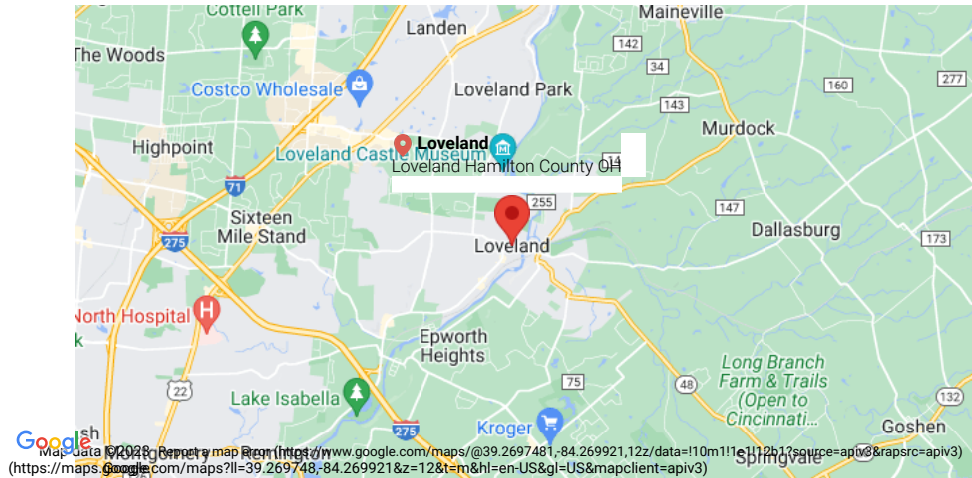 Cottell Park
Maineville
Landen
142
The Woods
34
277
160
Costco Wholesale
Loveland Park
143
Murdock
Loveland
Highpoint
Loveland Castle Museum
Loveland Hamilton County OH
71
255
147
Sixteen
Mile Stand
Dallasburg
275
173
Loveland
H
North Hospital
k
Epworth
Heights
Long Branch
Farm & Trails
(Open to
Cincinnati...
75
48
22
132
Lake Isabella
275
Kroger
Goshen
sh
Google
Map data ©2023 Report a map error (https://www.google.com/maps/@39.2697481,-84.269921,12z/data=!10m1!1e1!12b1?source=apiv3&rapsrc=apiv3)
Montgomery
Remington
Springvale
(https://maps.google.com/maps?ll=39.269748,-84.269921&z=12&t=m&hl=en-US&gl=US&mapclient=apiv3)
Google